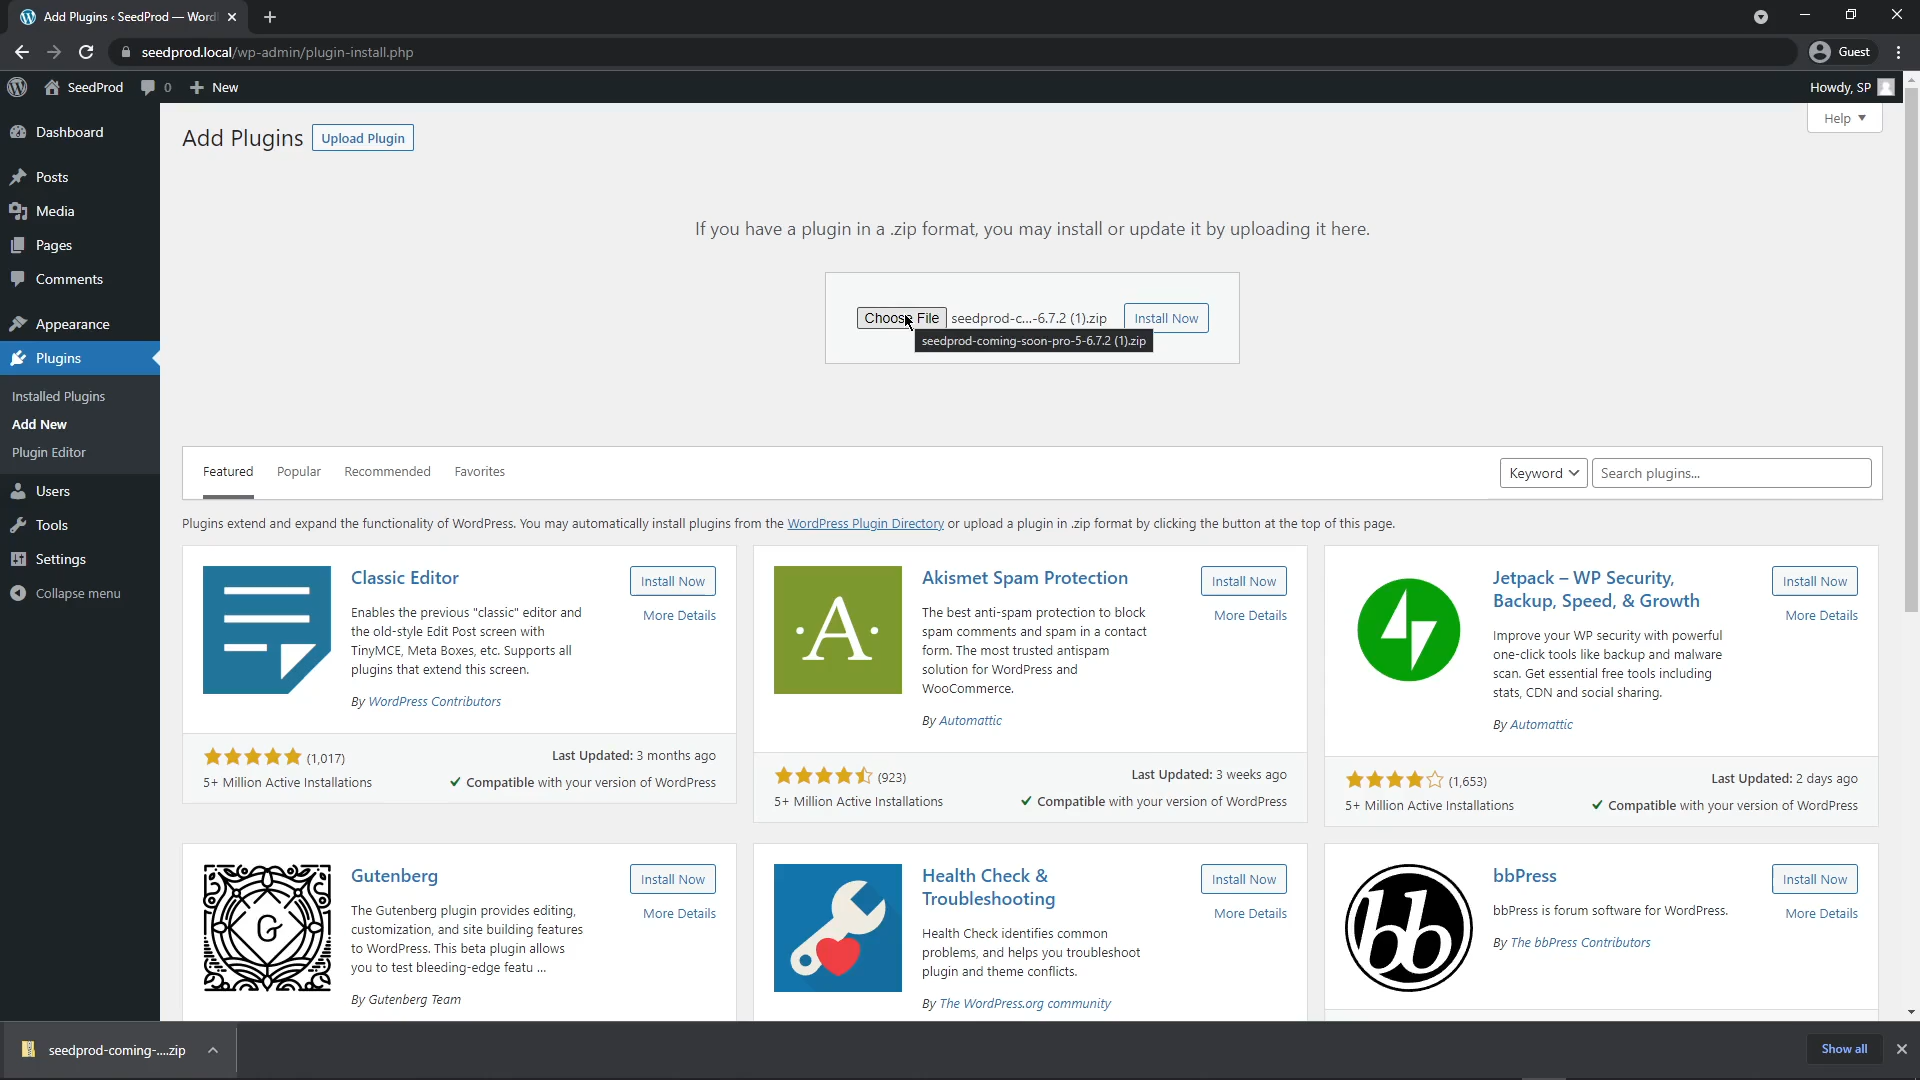 Add Plugins ‹ SeedProd — Word
seedprod.local/wp-admin/plugin-install.php
Guest
SeedProd
0
New
Howdy, SP
Dashboard
Posts
Media
Pages
Comments
Appearance
Plugins
Installed Plugins
Add New
Plugin Editor
Users
Tools
Settings
Collapse menu
Add Plugins
Upload Plugin
Help
If you have a plugin in a .zip format, you may install or update it by uploading it here.
Choose File
seedprod-c...-6.7.2 (1).zip
Install Now
seedprod-coming-soon-pro-5-6.7.2 (1).zip
Featured
Popular
Recommended
Favorites
Keyword
Search plugins...
Plugins extend and expand the functionality of WordPress. You may automatically install plugins from the WordPress Plugin Directory or upload a plugin in .zip format by clicking the button at the top of this page.
Classic Editor
Install Now
More Details
Enables the previous "classic" editor and
the old-style Edit Post screen with
TinyMCE, Meta Boxes, etc. Supports all
plugins that extend this screen.
By WordPress Contributors
(1,017)
Last Updated: 3 months ago
5+ Million Active Installations
Compatible with your version of WordPress
·A·
Akismet Spam Protection
Install Now
More Details
The best anti-spam protection to block
spam comments and spam in a contact
form. The most trusted antispam
solution for WordPress and
WooCommerce.
By Automattic
(923)
Last Updated: 3 weeks ago
5+ Million Active Installations
Compatible with your version of WordPress
Jetpack – WP Security,
Backup, Speed, & Growth
Install Now
More Details
Improve your WP security with powerful
one-click tools like backup and malware
scan. Get essential free tools including
stats, CDN and social sharing.
By Automattic
(1,653)
Last Updated: 2 days ago
5+ Million Active Installations
Compatible with your version of WordPress
G
Gutenberg
Install Now
More Details
The Gutenberg plugin provides editing,
customization, and site building features
to WordPress. This beta plugin allows
you to test bleeding-edge featu ...
By Gutenberg Team
Health Check &
Troubleshooting
Install Now
More Details
Health Check identifies common
problems, and helps you troubleshoot
plugin and theme conflicts.
By The WordPress.org community
bb
bbPress
Install Now
More Details
bbPress is forum software for WordPress.
By The bbPress Contributors
seedprod-coming-....zip
Show all